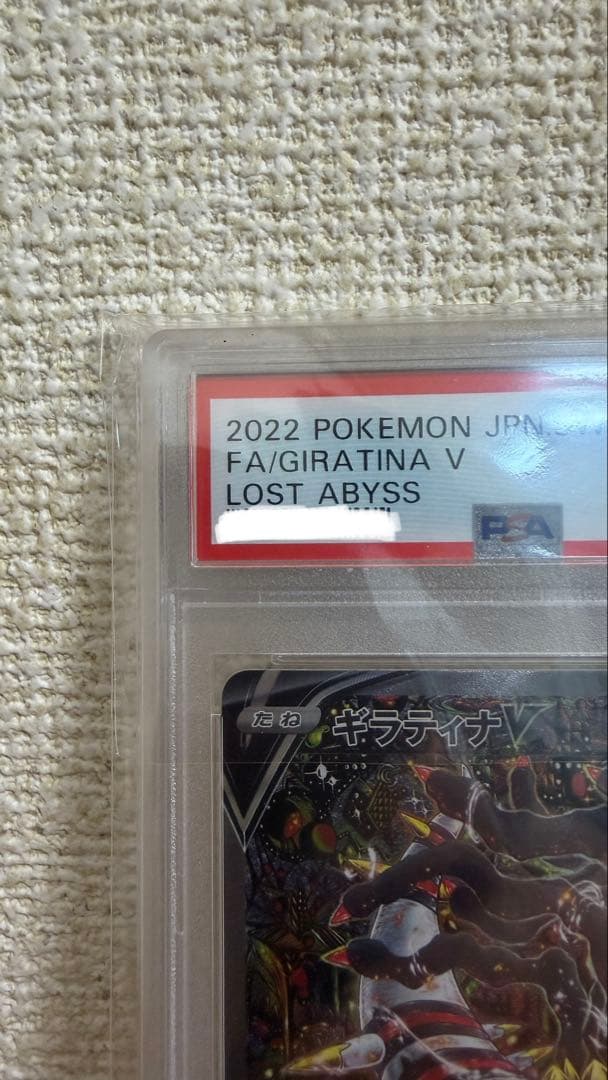 2022 POKEMON JPN.
FA/GIRATINA V
LOST ABYSS
PSA
たね ギラティナV